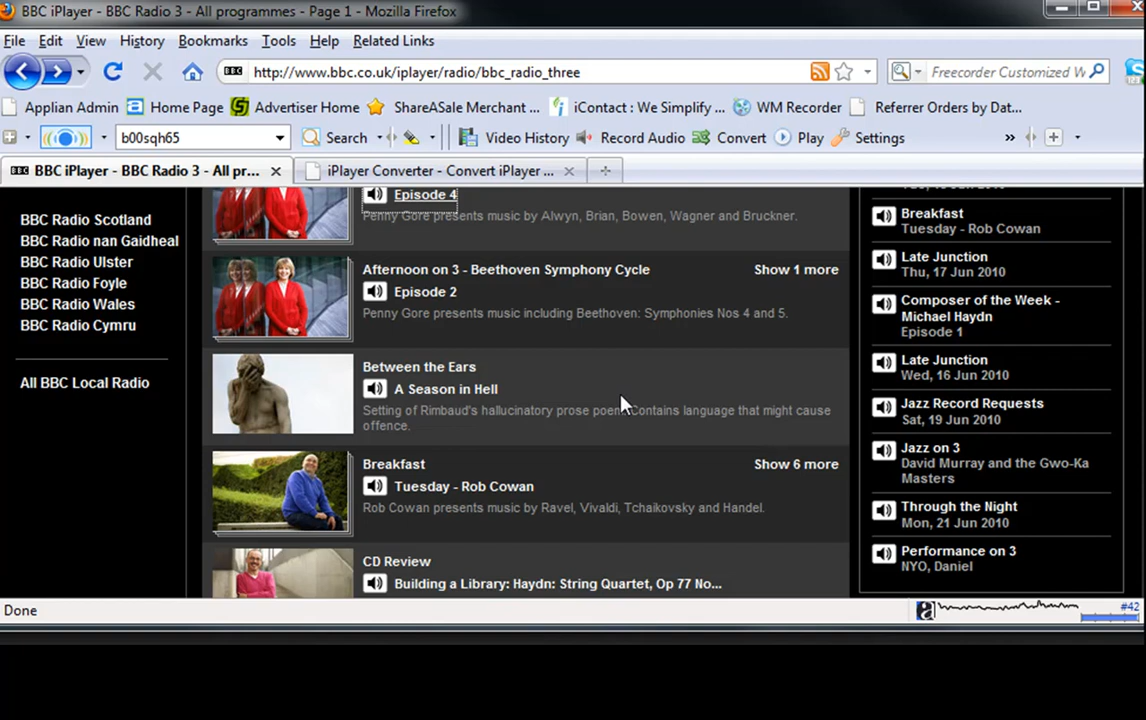 BBC iPlayer - BBC Radio 3 - All programmes - Page 1 - Mozilla Firefox
File Edit View History Bookmarks Tools Help Related Links
BBC http://www.bbc.co.uk/iplayer/radio/bbc_radio_three Freecorder Customized W
Applian Admin Home Page Advertiser Home ShareASale Merchant ... iContact : We Simplify ... WM Recorder Referrer Orders by Dat...
b00sqh65 Search Video History Record Audio Convert Play Settings »
BBC iPlayer - BBC Radio 3 - All pr... iPlayer Converter - Convert iPlayer ...
BBC Radio Scotland
BBC Radio nan Gaidheal
BBC Radio Ulster
BBC Radio Foyle
BBC Radio Wales
BBC Radio Cymru
All BBC Local Radio
Episode 4
Penny Gore presents music by Alwyn, Brian, Bowen, Wagner and Bruckner.
Afternoon on 3 - Beethoven Symphony Cycle Show 1 more
Episode 2
Penny Gore presents music including Beethoven: Symphonies Nos 4 and 5.
Between the Ears
A Season in Hell
Setting of Rimbaud's hallucinatory prose poem. Contains language that might cause
offence.
Breakfast Show 6 more
Tuesday - Rob Cowan
Rob Cowan presents music by Ravel, Vivaldi, Tchaikovsky and Handel.
CD Review
Building a Library: Haydn: String Quartet, Op 77 No...
Breakfast
Tuesday - Rob Cowan
Late Junction
Thu, 17 Jun 2010
Composer of the Week -
Michael Haydn
Episode 1
Late Junction
Wed, 16 Jun 2010
Jazz Record Requests
Sat, 19 Jun 2010
Jazz on 3
David Murray and the Gwo-Ka
Masters
Through the Night
Mon, 21 Jun 2010
Performance on 3
NYO, Daniel
Done #42